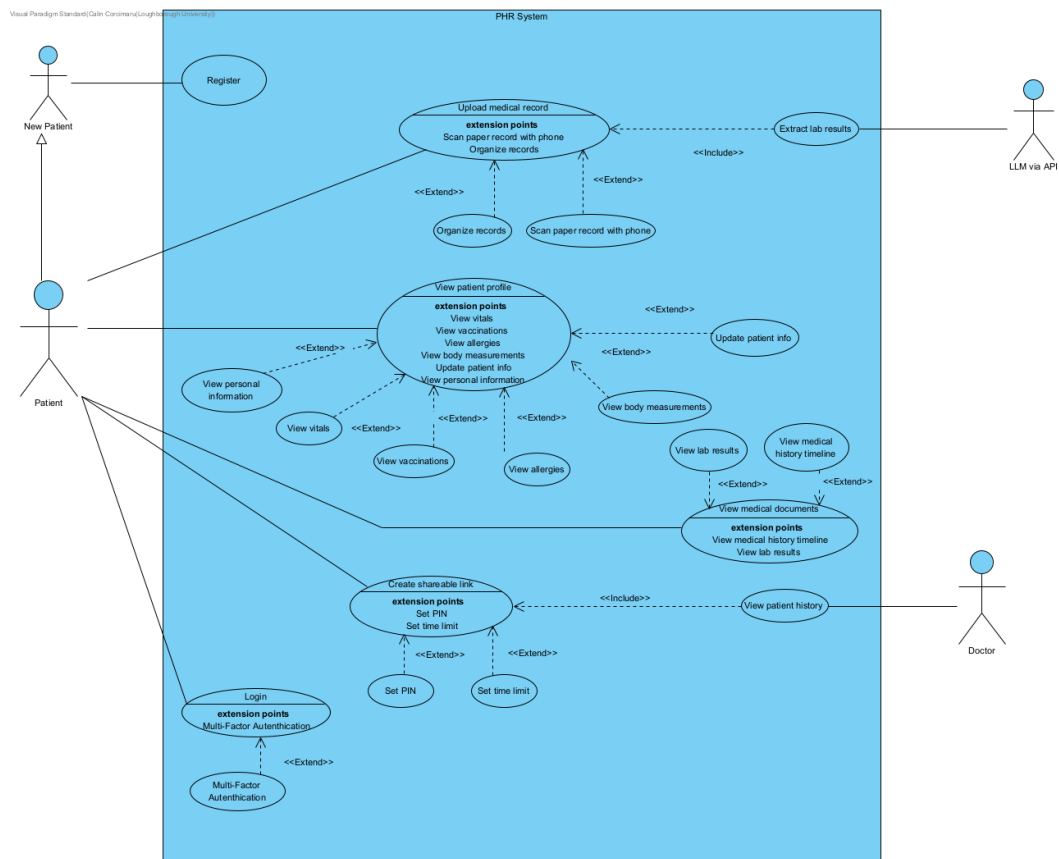 Visual Paradigm Standard(Calin Corcimaru(Loughborough University))
PHR System
Register
New Patient
Upload medical record
extension points
Scan paper record with phone
Organize records
<<Include>>
Extract lab results
LLM via API
<<Extend>>
<<Extend>>
Organize records
Scan paper record with phone
View patient profile
extension points
View vitals
View vaccinations
View allergies
View body measurements
Update patient info
View personal information
<<Extend>>
Update patient info
<<Extend>>
View personal
information
<<Extend>>
View body measurements
Patient
View vitals
<<Extend>>
View vaccinations
<<Extend>>
View allergies
<<Extend>>
View lab results
View medical
history timeline
<<Extend>>
<<Extend>>
View medical documents
extension points
View medical history timeline
View lab results
Create shareable link
extension points
Set PIN
Set time limit
<<Include>>
View patient history
Doctor
<<Extend>>
<<Extend>>
Set PIN
Set time limit
Login
extension points
Multi-Factor Autenthication
<<Extend>>
Multi-Factor
Autenthication